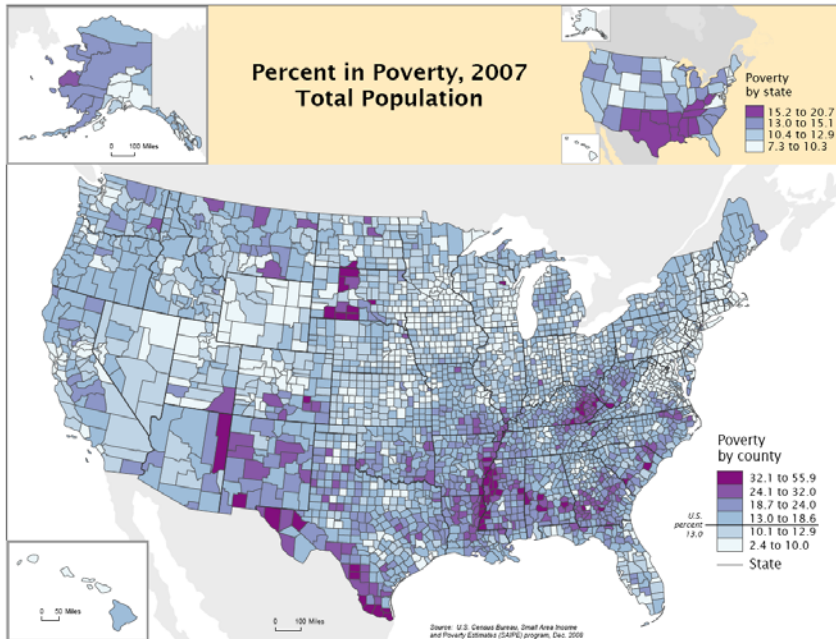 Percent in Poverty, 2007
Total Population
0 100 Miles
Poverty
by state
15.2 to 20.7
13.0 to 15.1
10.4 to 12.9
7.3 to 10.3
Poverty
by county
32.1 to 55.9
24.1 to 32.0
18.7 to 24.0
13.0 to 18.6
10.1 to 12.9
2.4 to 10.0
State
U.S.
percent
13.0
0 50 Miles
0 100 Miles
Source: U.S. Census Bureau, Small Area Income
and Poverty Estimates (SAIPE) program, Dec. 2008